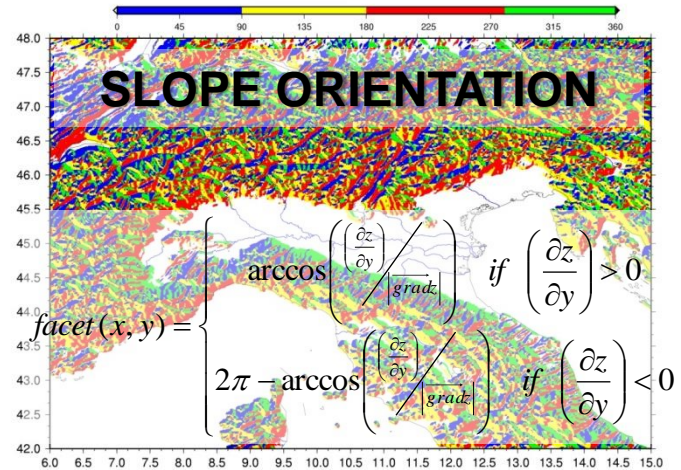 0 45 90 135 180 225 270 315 360
SLOPE ORIENTATION
48.0
47.5
47.0
46.5
46.0
45.5
45.0
44.5
44.0
43.5
43.0
42.5
42.0
facet(x, y) = { arccos((∂z/∂y) / |grad z|) if (∂z/∂y) > 0
2π − arccos((∂z/∂y) / |grad z|) if (∂z/∂y) < 0
6.0 6.5 7.0 7.5 8.0 8.5 9.0 9.5 10.0 10.5 11.0 11.5 12.0 12.5 13.0 13.5 14.0 14.5 15.0